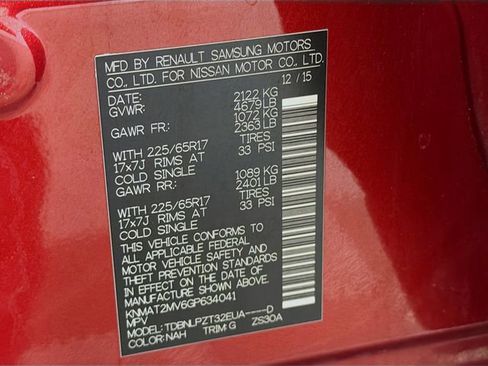 MFD BY RENAULT SAMSUNG MOTORS
CO., LTD. FOR NISSAN MOTOR CO., LTD.
DATE: 12 / 15
GVWR: 2122 KG
4679 LB
GAWR FR: 1072 KG
2363 LB
WITH 225/65R17 TIRES
17x7J RIMS AT 33 PSI
COLD SINGLE
GAWR RR: 1089 KG
2401 LB
WITH 225/65R17 TIRES
17x7J RIMS AT 33 PSI
COLD SINGLE
THIS VEHICLE CONFORMS TO
ALL APPLICABLE FEDERAL
MOTOR VEHICLE SAFETY AND
THEFT PREVENTION STANDARDS
IN EFFECT ON THE DATE OF
MANUFACTURE SHOWN ABOVE.
KNMAT2MV6GP634041
MPV
MODEL: TDBNLPZT32EUA----D
COLOR: NAH TRIM: G ZS30A